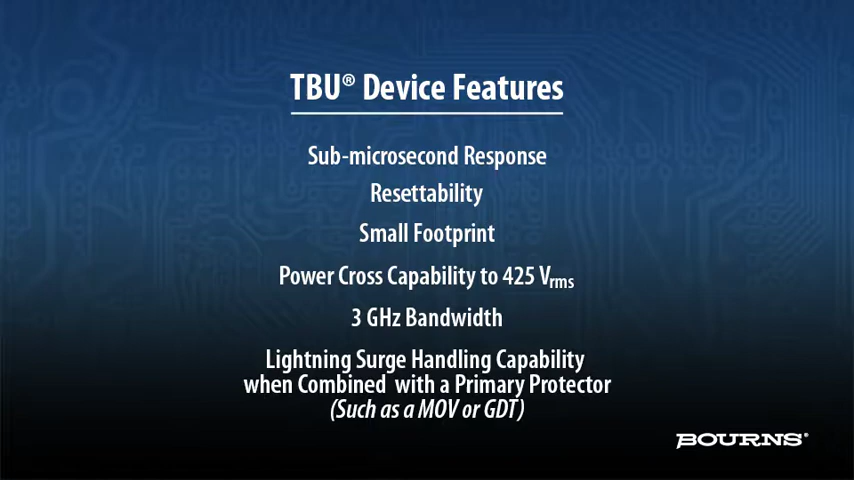 TBU® Device Features
Sub-microsecond Response
Resettability
Small Footprint
Power Cross Capability to 425 Vrms
3 GHz Bandwidth
Lightning Surge Handling Capability
when Combined with a Primary Protector
(Such as a MOV or GDT)
BOURNS®